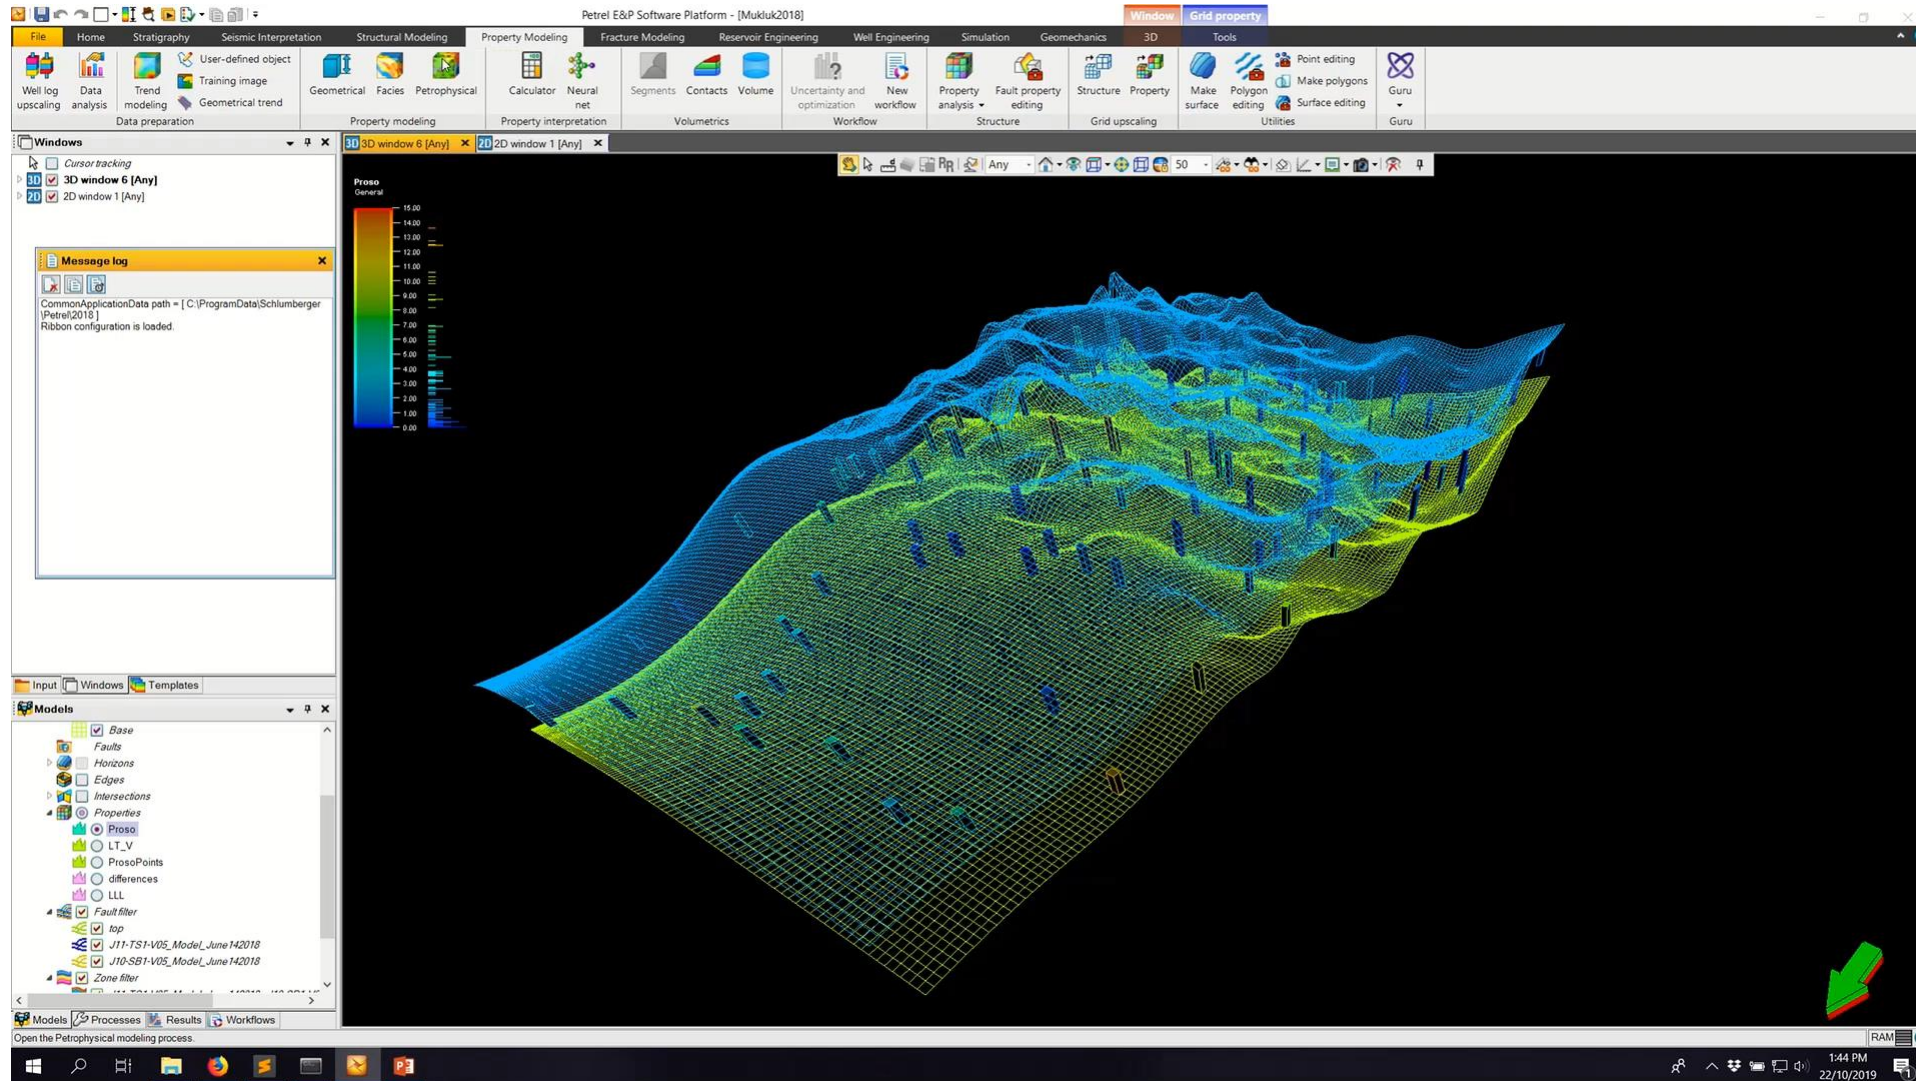 Petrel E&P Software Platform - [Mukluk2018]
Window
Grid property
File
Home
Stratigraphy
Seismic Interpretation
Structural Modeling
Property Modeling
Fracture Modeling
Reservoir Engineering
Well Engineering
Simulation
Geomechanics
3D
Tools
Well log upscaling
Data analysis
Trend modeling
User-defined object
Training image
Geometrical trend
Geometrical
Facies
Petrophysical
Calculator
Neural net
Segments
Contacts
Volume
Uncertainty and optimization
New workflow
Property analysis
Fault property editing
Structure
Property
Make surface
Polygon editing
Point editing
Make polygons
Surface editing
Guru
Data preparation
Property modeling
Property interpretation
Volumetrics
Workflow
Structure
Grid upscaling
Utilities
Guru
Windows
3D 3D window 6 [Any]
2D 2D window 1 [Any]
Cursor tracking
3D 3D window 6 [Any]
2D 2D window 1 [Any]
Any
50
Message log
CommonApplicationData path = [ C:\ProgramData\Schlumberger
\Petrel\2018 ]
Ribbon configuration is loaded.
Proso
General
15.00
14.00
13.00
12.00
11.00
10.00
9.00
8.00
7.00
6.00
5.00
4.00
3.00
2.00
1.00
0.00
Input
Windows
Templates
Models
Base
Faults
Horizons
Edges
Intersections
Properties
Proso
LT_V
ProsoPoints
differences
LLL
Fault filter
top
J11-TS1-V05_Model_June142018
J10-SB1-V05_Model_June142018
Zone filter
Models
Processes
Results
Workflows
Open the Petrophysical modeling process.
RAM
1:44 PM
22/10/2019
1